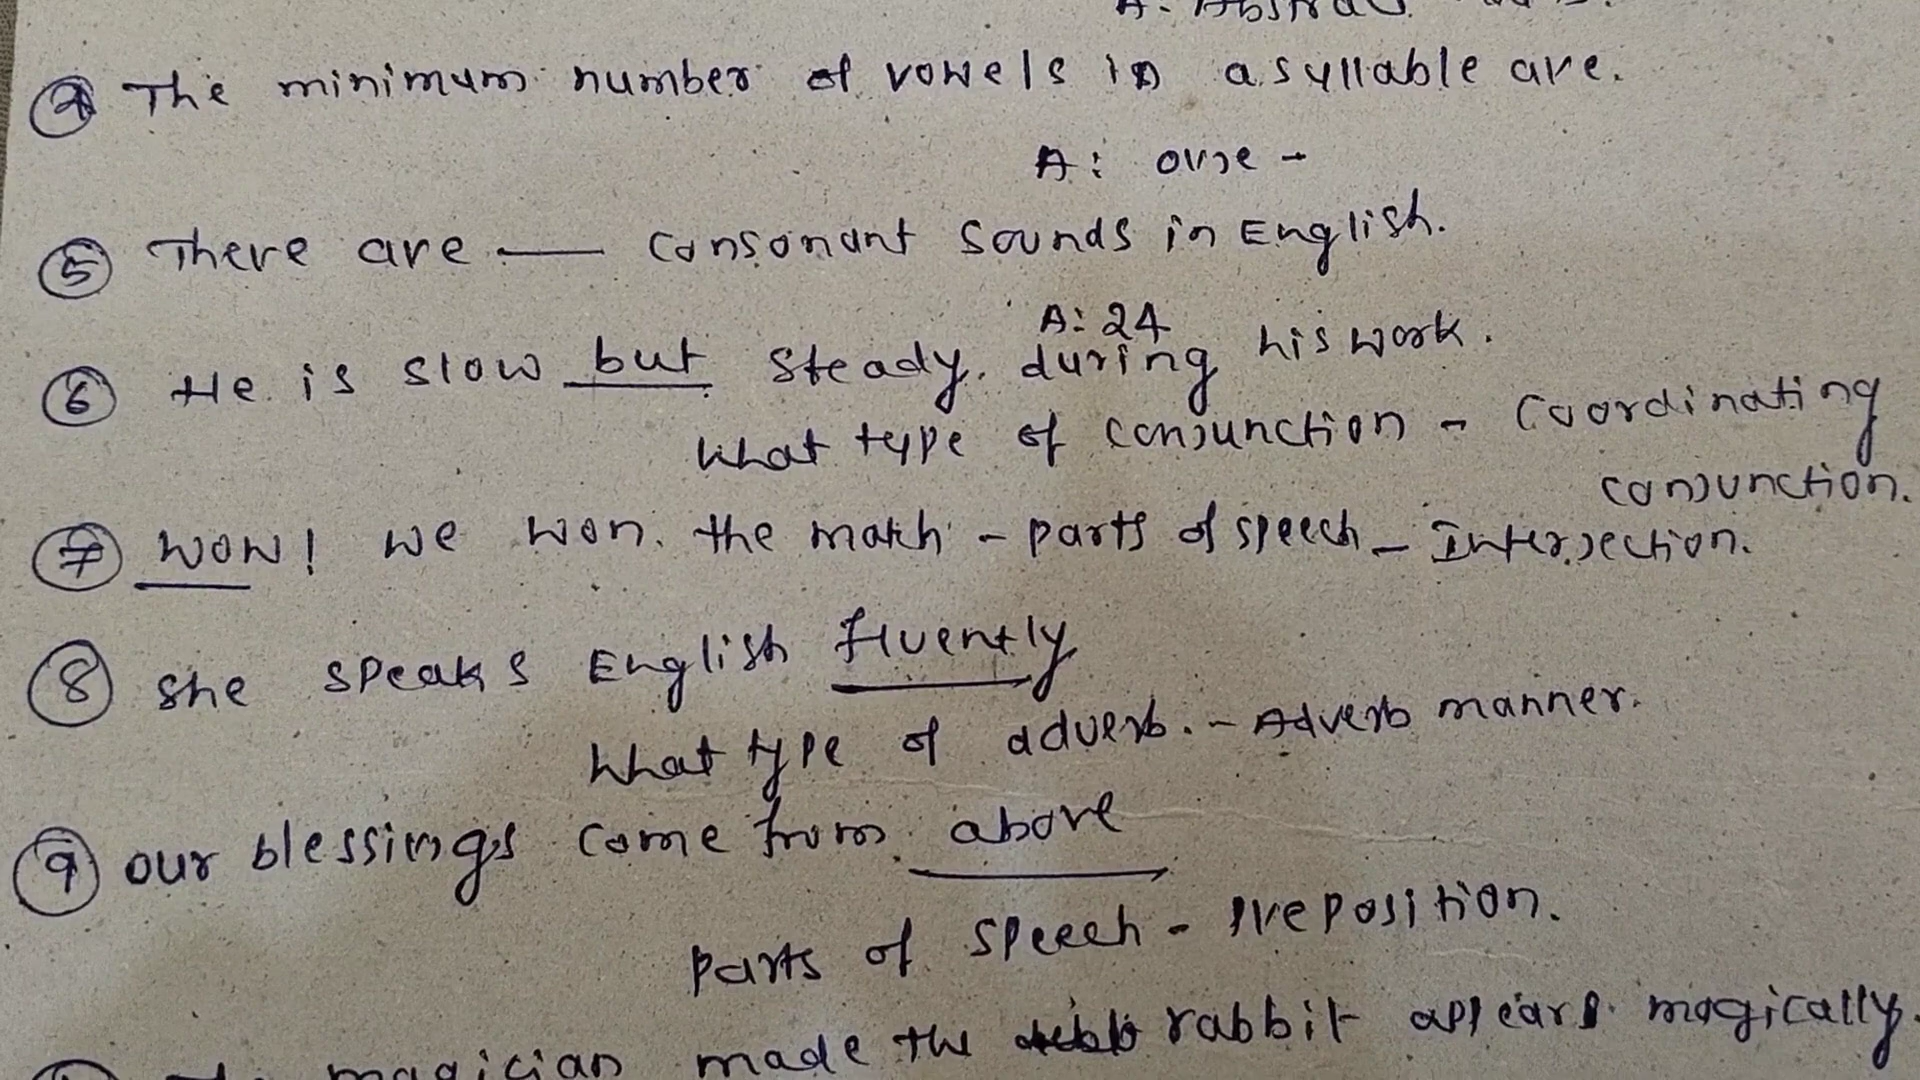 A. Abstract
④ The minimum number of vowels in a syllable are.
A: one -
⑤ There are —— consonant sounds in English.
A: 24
⑥ He is slow but steady. during his work.
What type of conjunction - Coordinating
conjunction.
⑦ Wow! We won. the match - parts of speech - Interjection.
⑧ She speaks English fluently
What type of adverb. - Adverb manner.
⑨ Our blessings come from above
parts of speech - preposition.
magician made the rabbit appears magically.